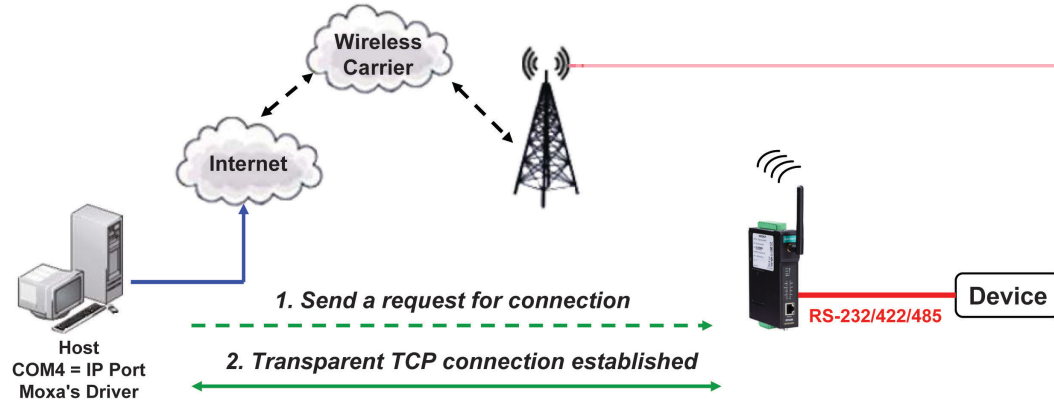 Wireless
Carrier
Internet
1. Send a request for connection
RS-232/422/485
Device
2. Transparent TCP connection established
Host
COM4 = IP Port
Moxa's Driver